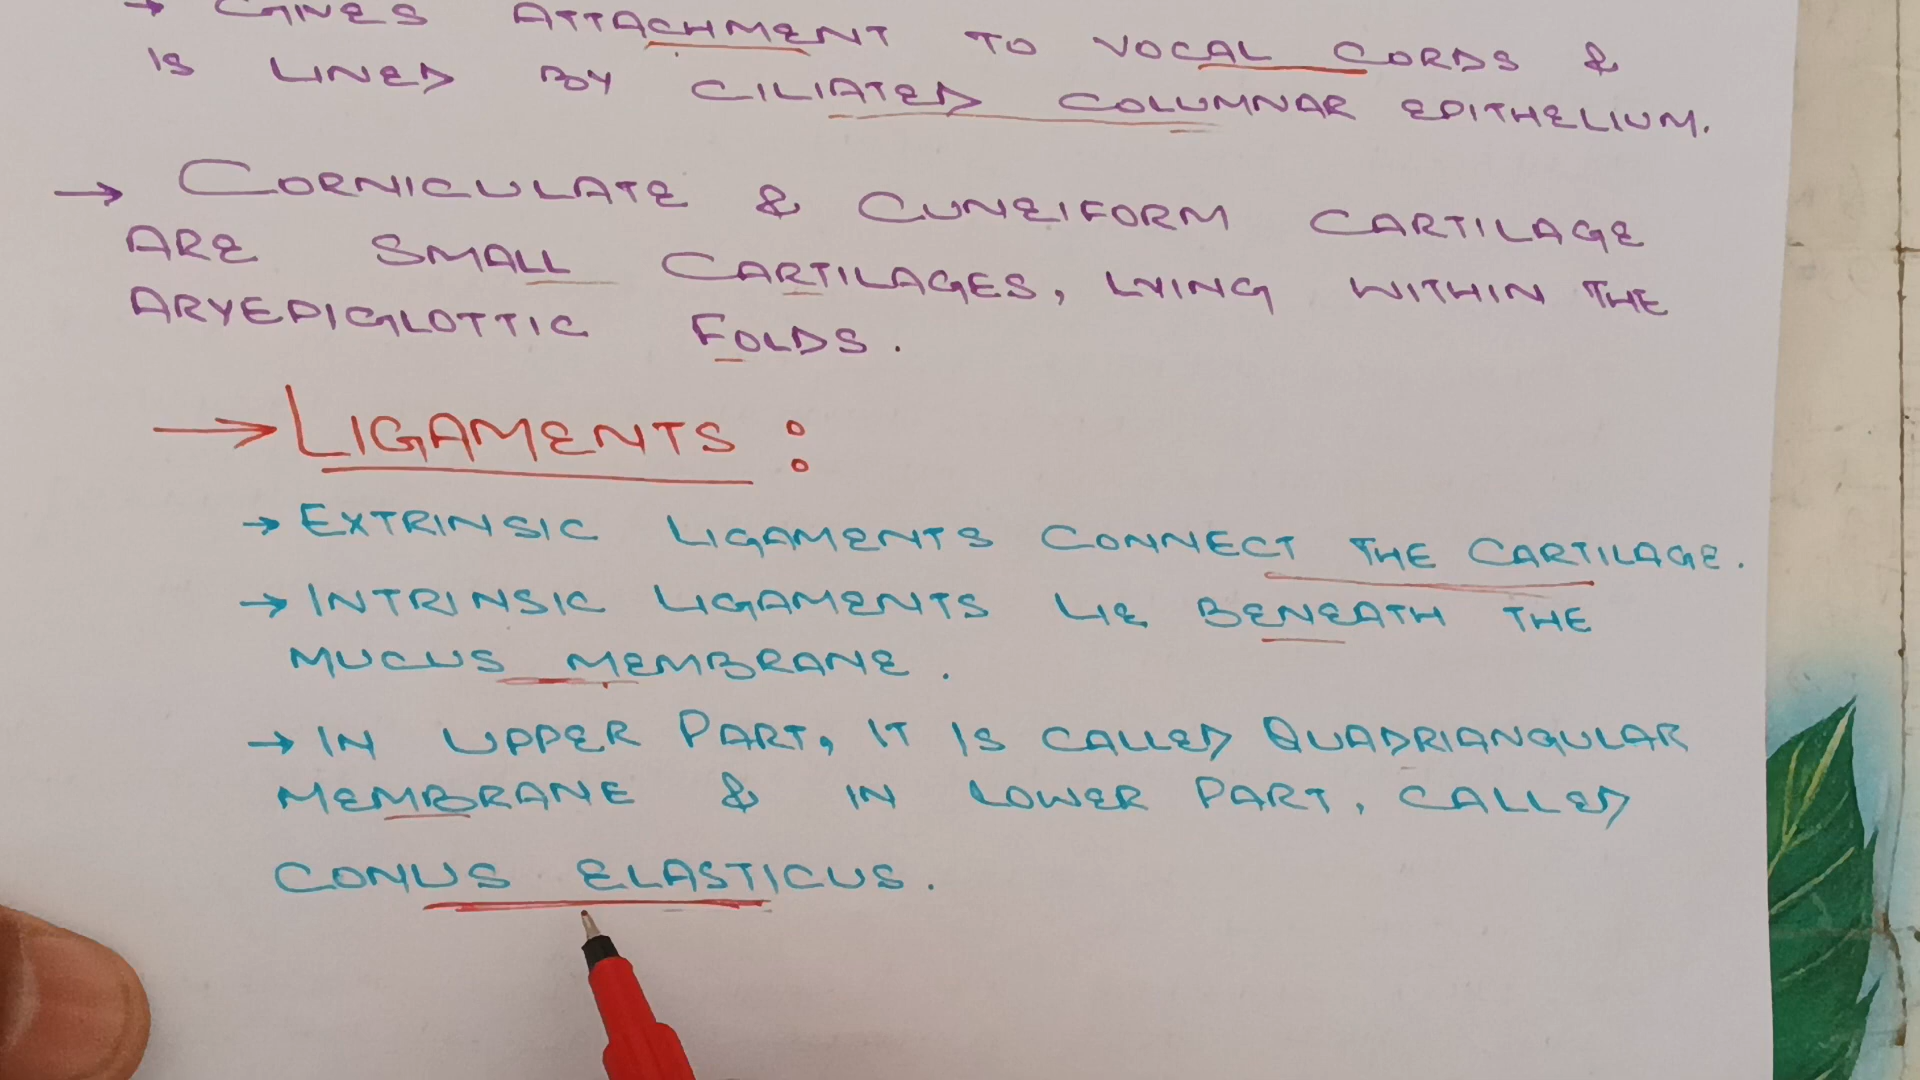 → GIVES ATTACHMENT TO VOCAL CORDS &
IS LINED BY CILIATED COLUMNAR EPITHELIUM.
→ CORNICULATE & CUNEIFORM CARTILAGE
ARE SMALL CARTILAGES, LYING WITHIN THE
ARYEPIGLOTTIC FOLDS.
→ LIGAMENTS :
→ EXTRINSIC LIGAMENTS CONNECT THE CARTILAGE.
→ INTRINSIC LIGAMENTS LIE BENEATH THE
MUCUS MEMBRANE.
→ IN UPPER PART, IT IS CALLED QUADRIANGULAR
MEMBRANE & IN LOWER PART, CALLED
CONUS ELASTICUS.